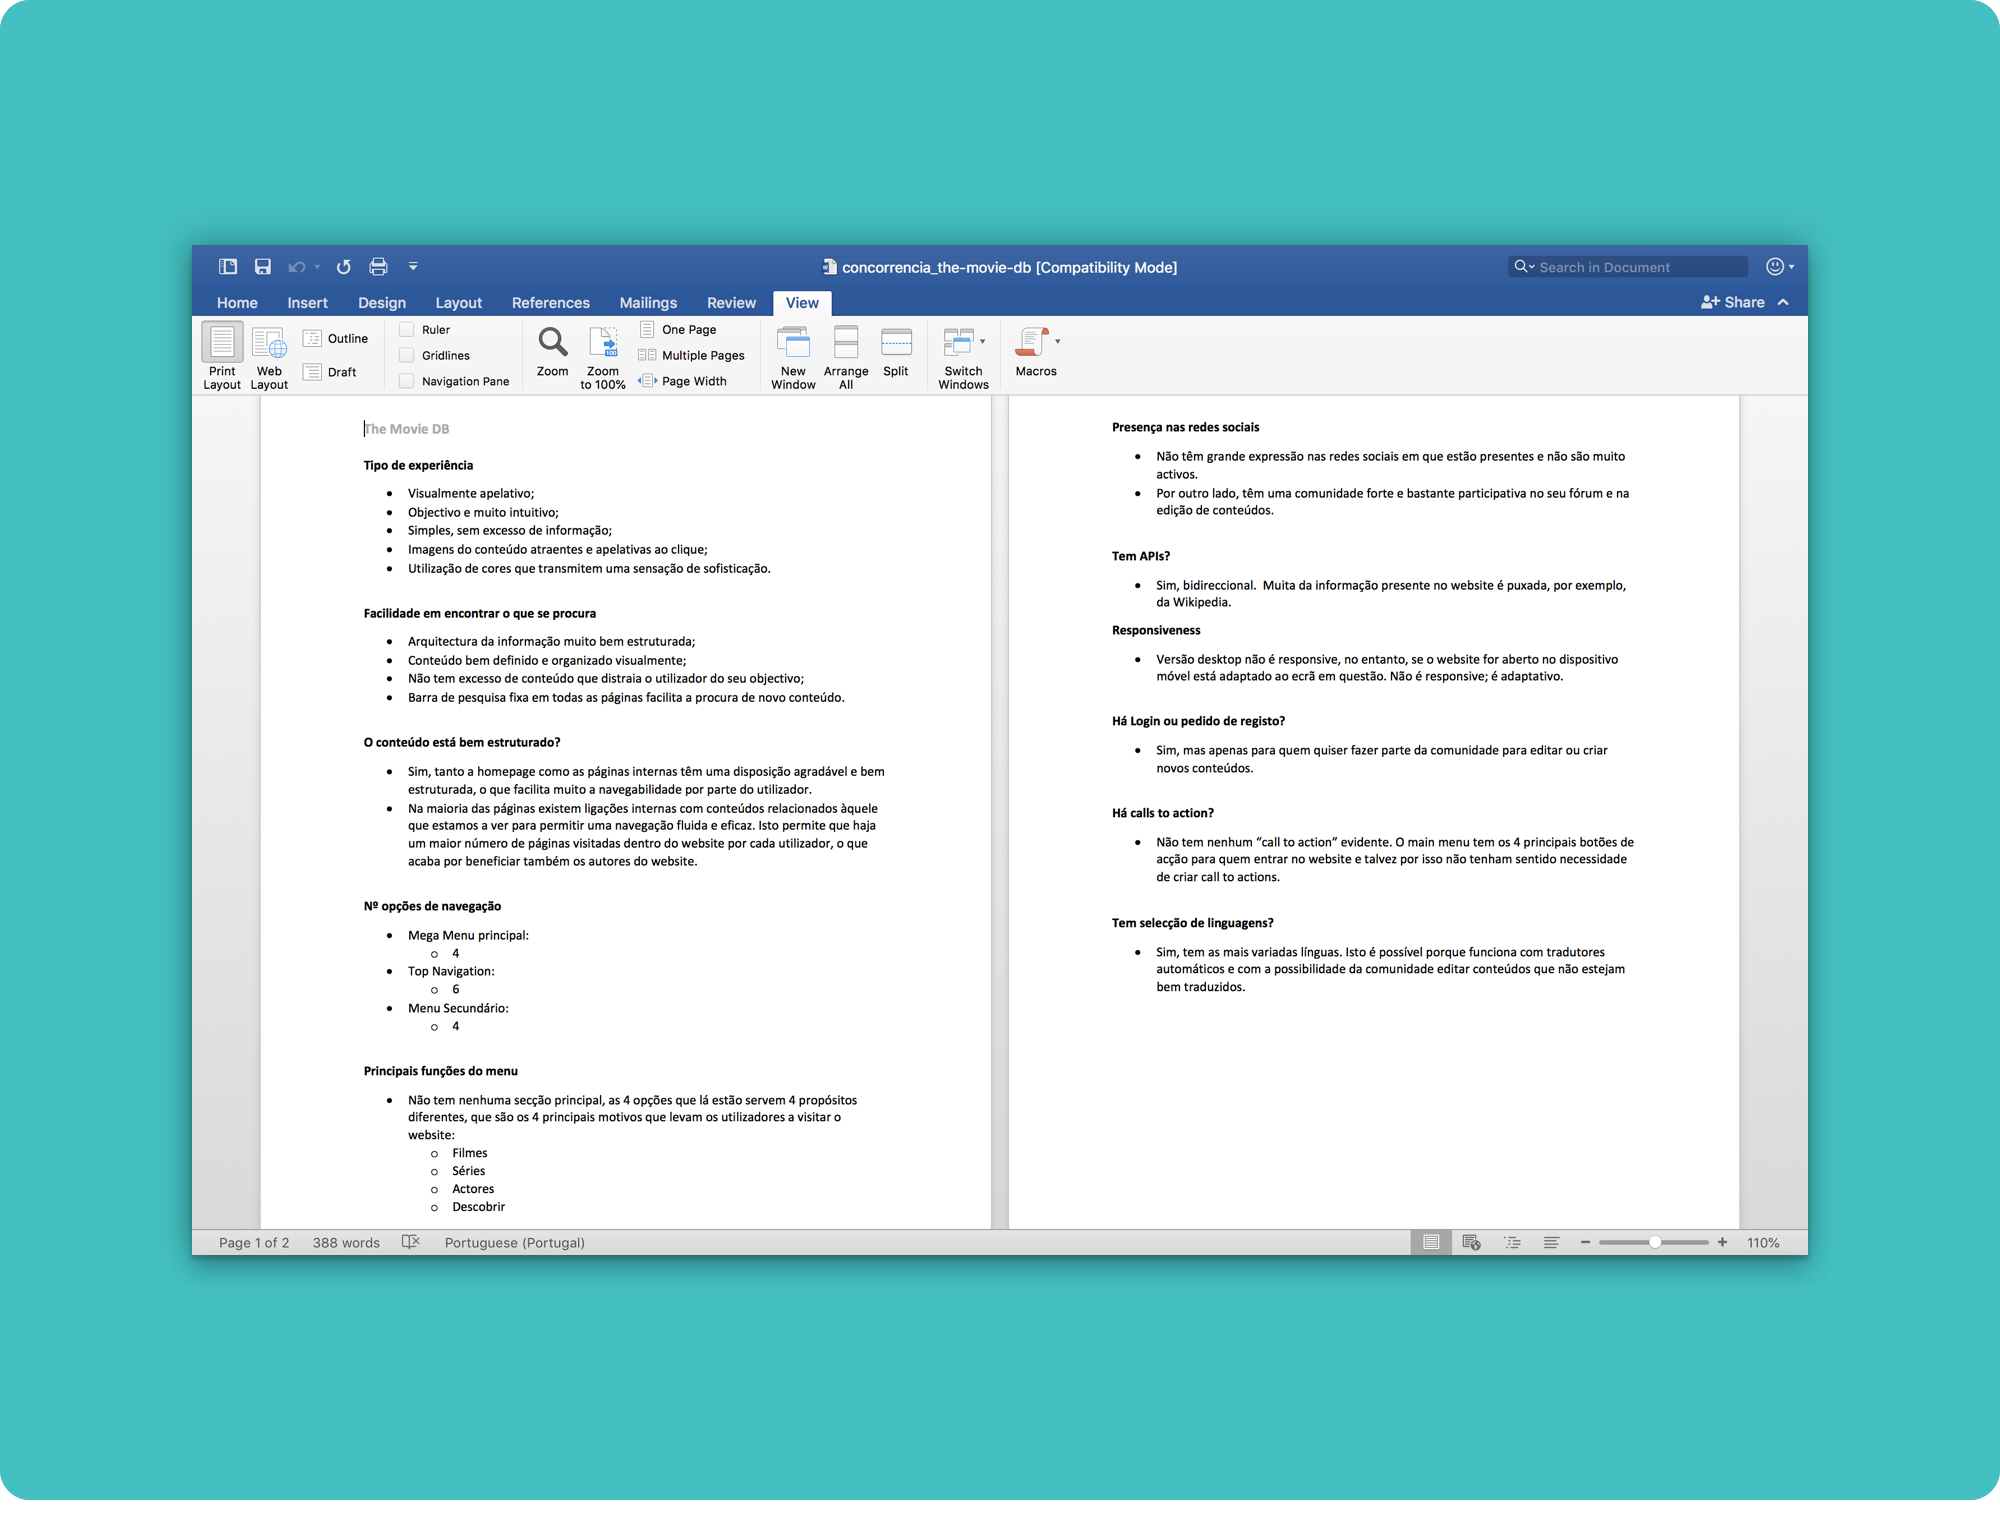 concorrencia_the-movie-db [Compatibility Mode]
Search in Document
Home Insert Design Layout References Mailings Review View
Share
Print Layout
Web Layout
Outline
Draft
Ruler
Gridlines
Navigation Pane
Zoom
Zoom to 100%
100
One Page
Multiple Pages
Page Width
New Window
Arrange All
Split
Switch Windows
Macros
The Movie DB
Tipo de experiência
• Visualmente apelativo;
• Objectivo e muito intuitivo;
• Simples, sem excesso de informação;
• Imagens do conteúdo atraentes e apelativas ao clique;
• Utilização de cores que transmitem uma sensação de sofisticação.
Facilidade em encontrar o que se procura
• Arquitectura da informação muito bem estruturada;
• Conteúdo bem definido e organizado visualmente;
• Não tem excesso de conteúdo que distraia o utilizador do seu objectivo;
• Barra de pesquisa fixa em todas as páginas facilita a procura de novo conteúdo.
O conteúdo está bem estruturado?
• Sim, tanto a homepage como as páginas internas têm uma disposição agradável e bem
estruturada, o que facilita muito a navegabilidade por parte do utilizador.
• Na maioria das páginas existem ligações internas com conteúdos relacionados àquele
que estamos a ver para permitir uma navegação fluida e eficaz. Isto permite que haja
um maior número de páginas visitadas dentro do website por cada utilizador, o que
acaba por beneficiar também os autores do website.
Nº opções de navegação
• Mega Menu principal:
o 4
• Top Navigation:
o 6
• Menu Secundário:
o 4
Principais funções do menu
• Não tem nenhuma secção principal, as 4 opções que lá estão servem 4 propósitos
diferentes, que são os 4 principais motivos que levam os utilizadores a visitar o
website:
o Filmes
o Séries
o Actores
o Descobrir
Presença nas redes sociais
• Não têm grande expressão nas redes sociais em que estão presentes e não são muito
activos.
• Por outro lado, têm uma comunidade forte e bastante participativa no seu fórum e na
edição de conteúdos.
Tem APIs?
• Sim, bidireccional. Muita da informação presente no website é puxada, por exemplo,
da Wikipedia.
Responsiveness
• Versão desktop não é responsive, no entanto, se o website for aberto no dispositivo
móvel está adaptado ao ecrã em questão. Não é responsive; é adaptativo.
Há Login ou pedido de registo?
• Sim, mas apenas para quem quiser fazer parte da comunidade para editar ou criar
novos conteúdos.
Há calls to action?
• Não tem nenhum “call to action” evidente. O main menu tem os 4 principais botões de
acção para quem entrar no website e talvez por isso não tenham sentido necessidade
de criar call to actions.
Tem selecção de linguagens?
• Sim, tem as mais variadas línguas. Isto é possível porque funciona com tradutores
automáticos e com a possibilidade da comunidade editar conteúdos que não estejam
bem traduzidos.
Page 1 of 2 388 words Portuguese (Portugal)
110%